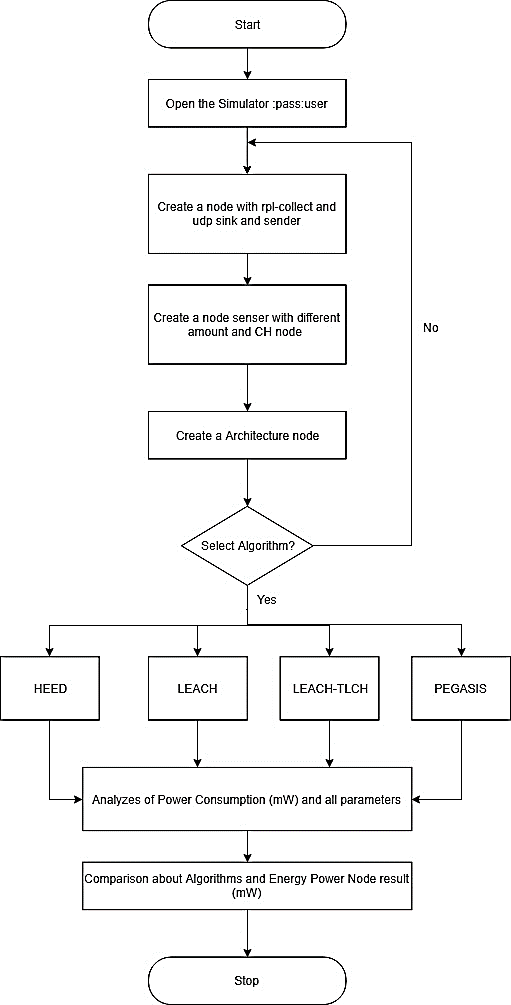 Start
Open the Simulator :pass:user
Create a node with rpl-collect and
udp sink and sender
Create a node senser with different
amount and CH node
No
Create a Architecture node
Select Algorithm?
Yes
HEED
LEACH
LEACH-TLCH
PEGASIS
Analyzes of Power Consumption (mW) and all parameters
Comparison about Algorithms and Energy Power Node result
(mW)
Stop